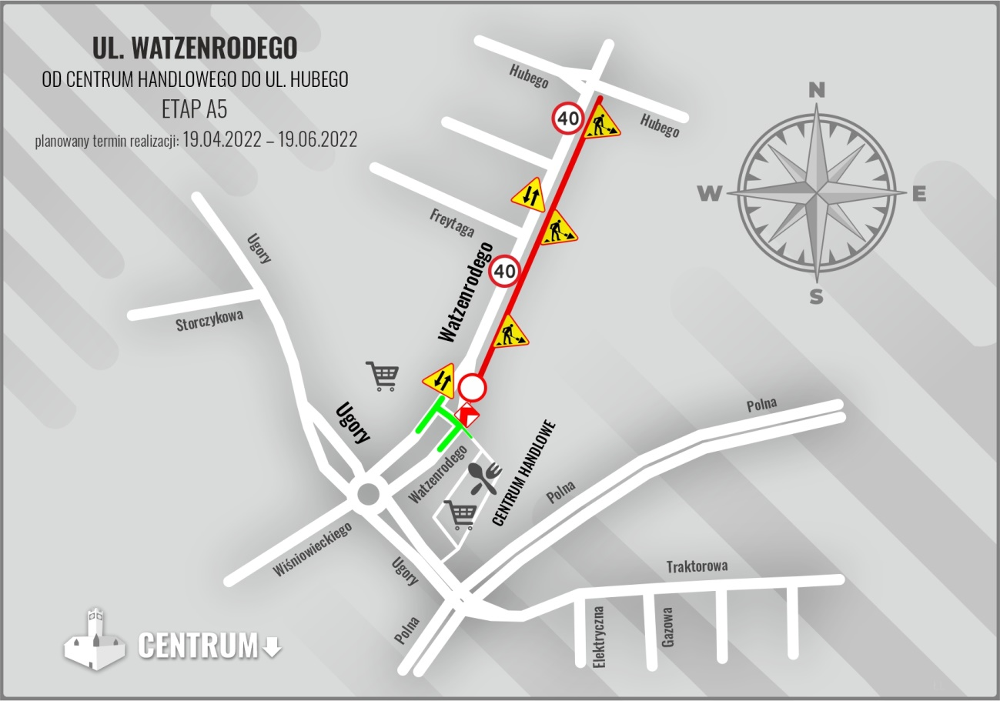 UL. WATZENRODEGO
OD CENTRUM HANDLOWEGO DO UL. HUBEGO
ETAP A5
planowany termin realizacji: 19.04.2022 – 19.06.2022
Hubego
Hubego
40
N
W
E
S
Freytaga
Watzenrodego
40
Ugory
Storczykowa
Ugory
Watzenrodego
CENTRUM HANDLOWE
Polna
Polna
Wiśniowieckiego
Ugory
Polna
Traktorowa
Elektryczna
Gazowa
CENTRUM